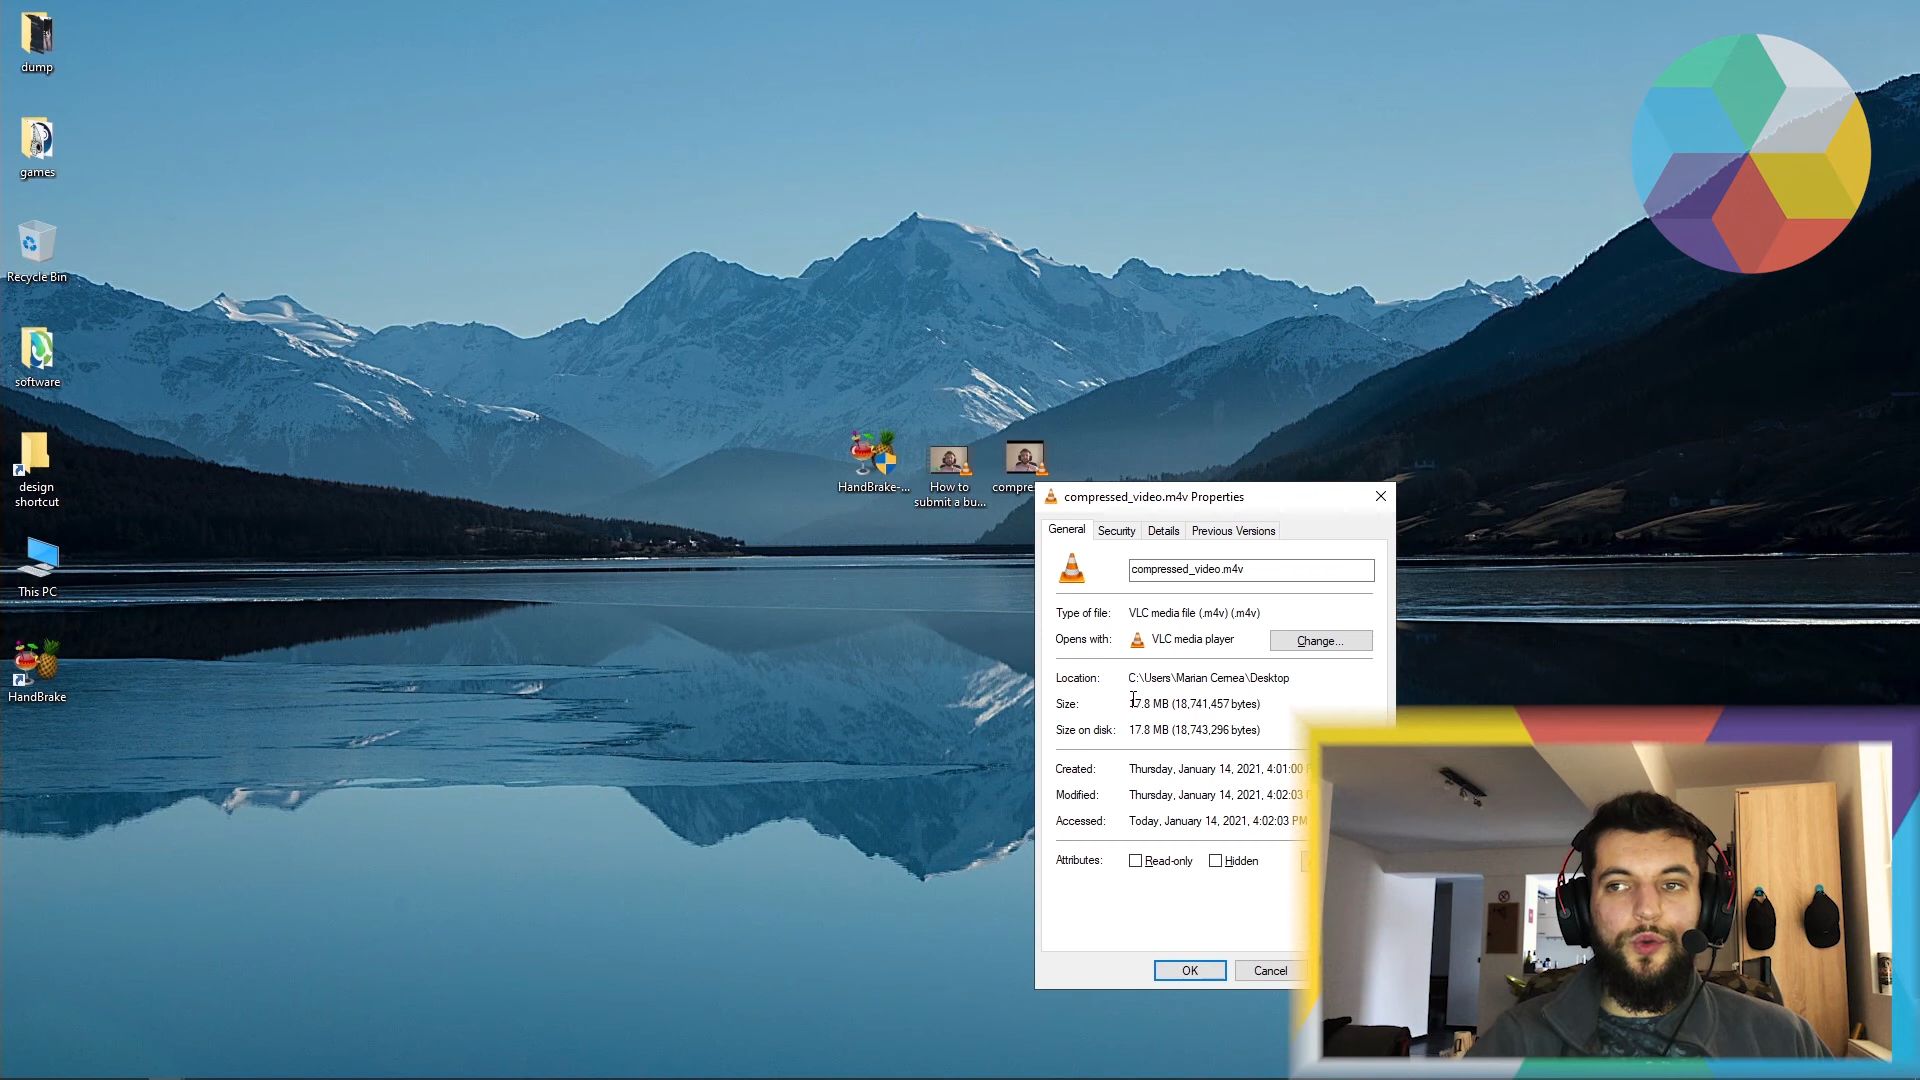 dump
games
Recycle Bin
software
design
shortcut
This PC
HandBrake
HandBrake-...
How to
submit a bu...
compre
compressed_video.m4v Properties
General
Security
Details
Previous Versions
compressed_video.m4v
Type of file:
VLC media file (.m4v) (.m4v)
Opens with:
VLC media player
Change...
Location:
C:\Users\Marian Cernea\Desktop
Size:
17.8 MB (18,741,457 bytes)
Size on disk:
17.8 MB (18,743,296 bytes)
Created:
Thursday, January 14, 2021, 4:01:00
Modified:
Thursday, January 14, 2021, 4:02:03
Accessed:
Today, January 14, 2021, 4:02:03 PM
Attributes:
Read-only
Hidden
OK
Cancel